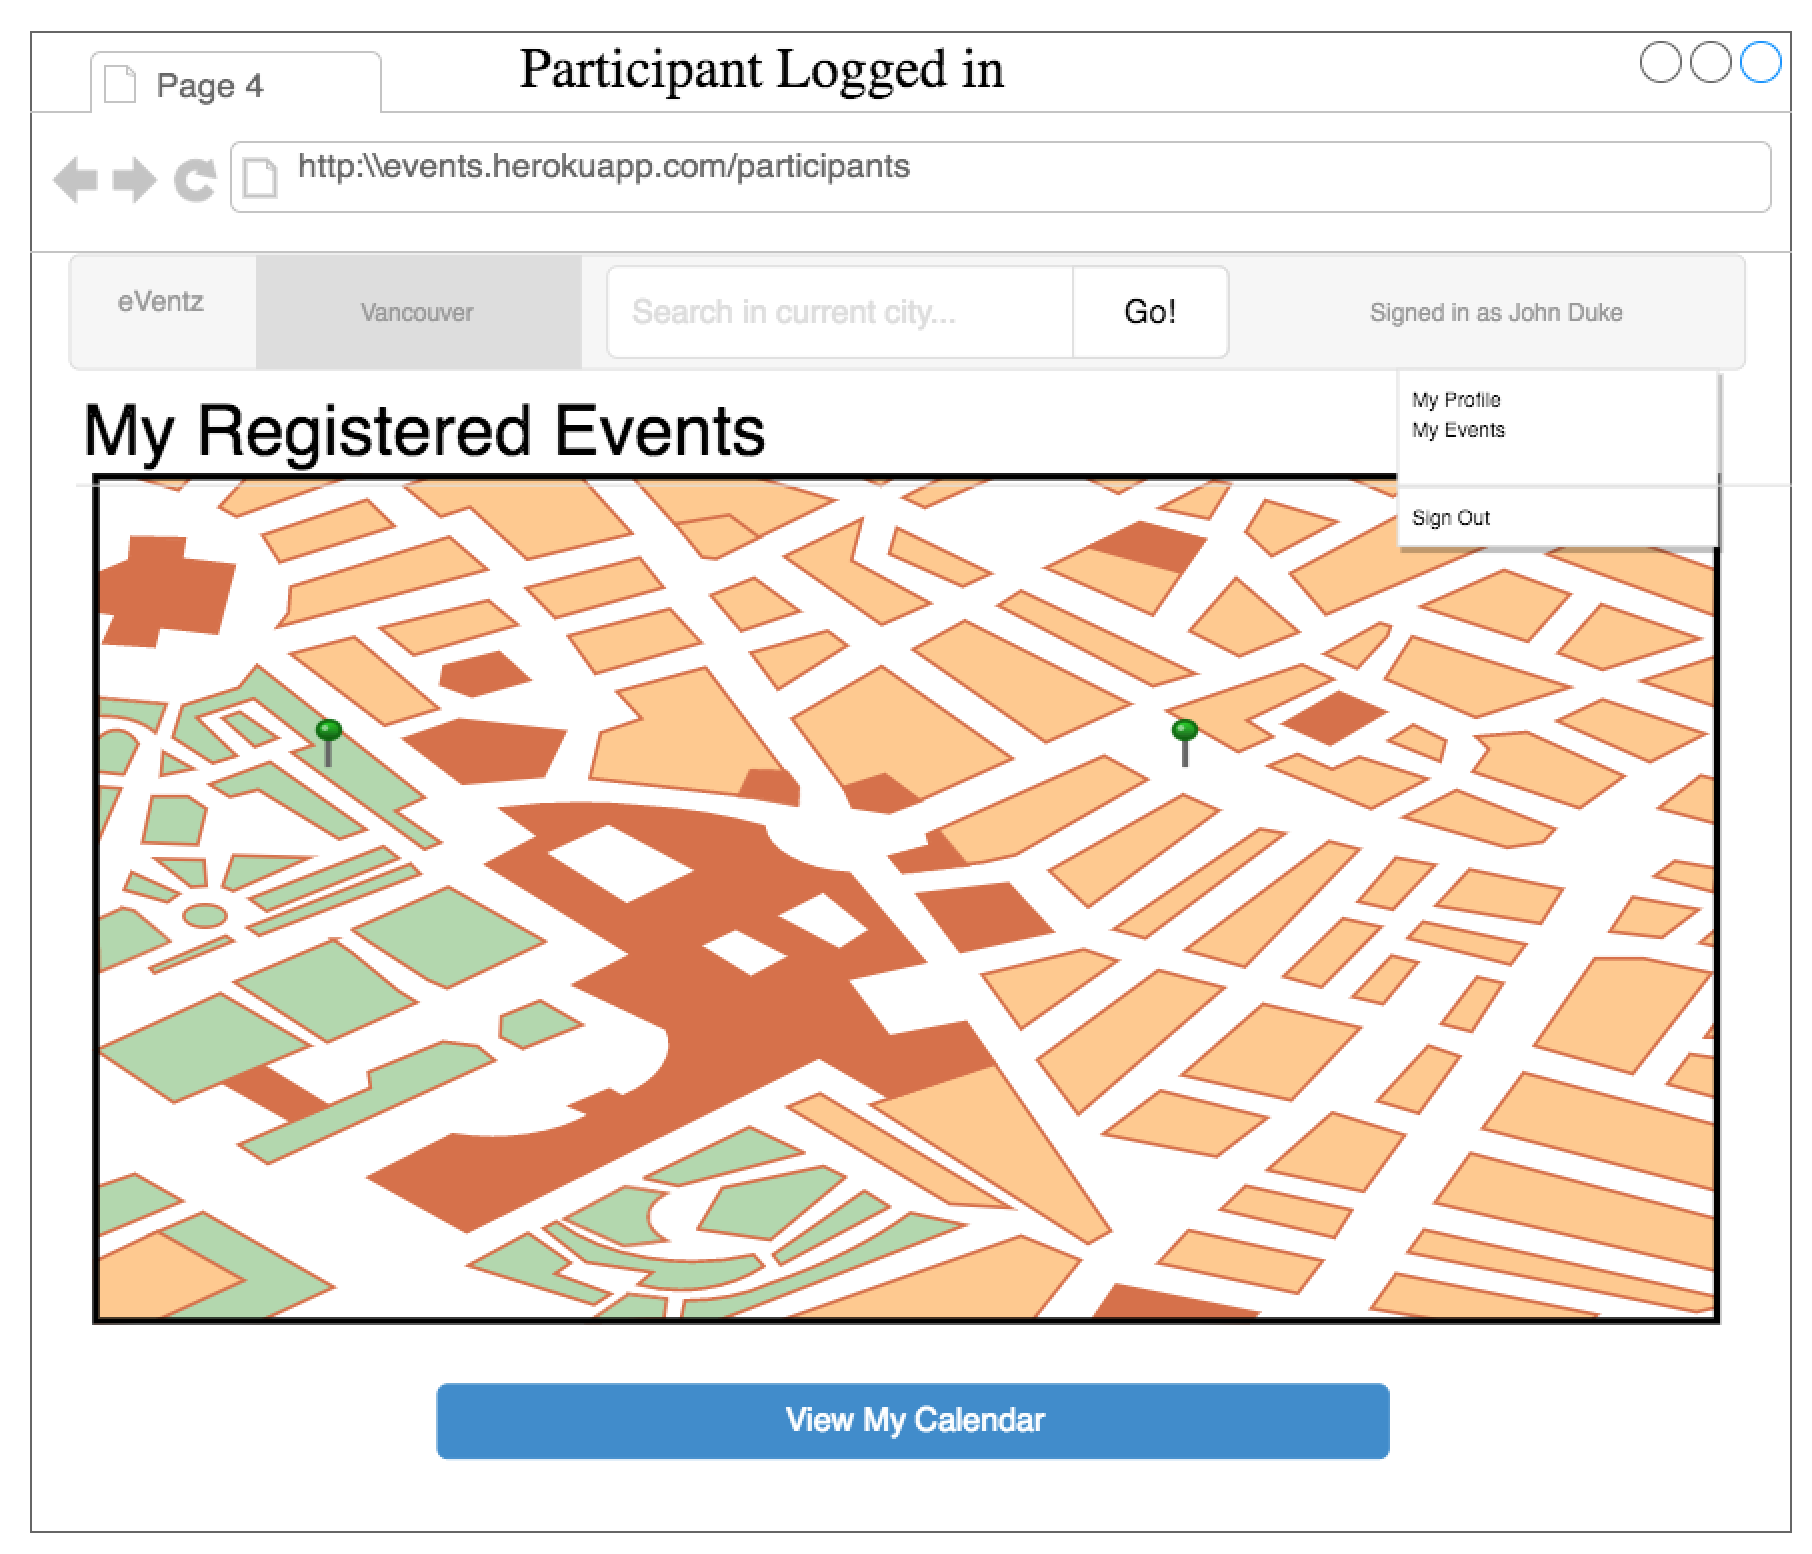 Participant Logged in
Page 4
http:\\events.herokuapp.com/participants
eVentz
Vancouver
Search in current city...
Go!
Signed in as John Duke
My Profile
My Events
Sign Out
My Registered Events
View My Calendar